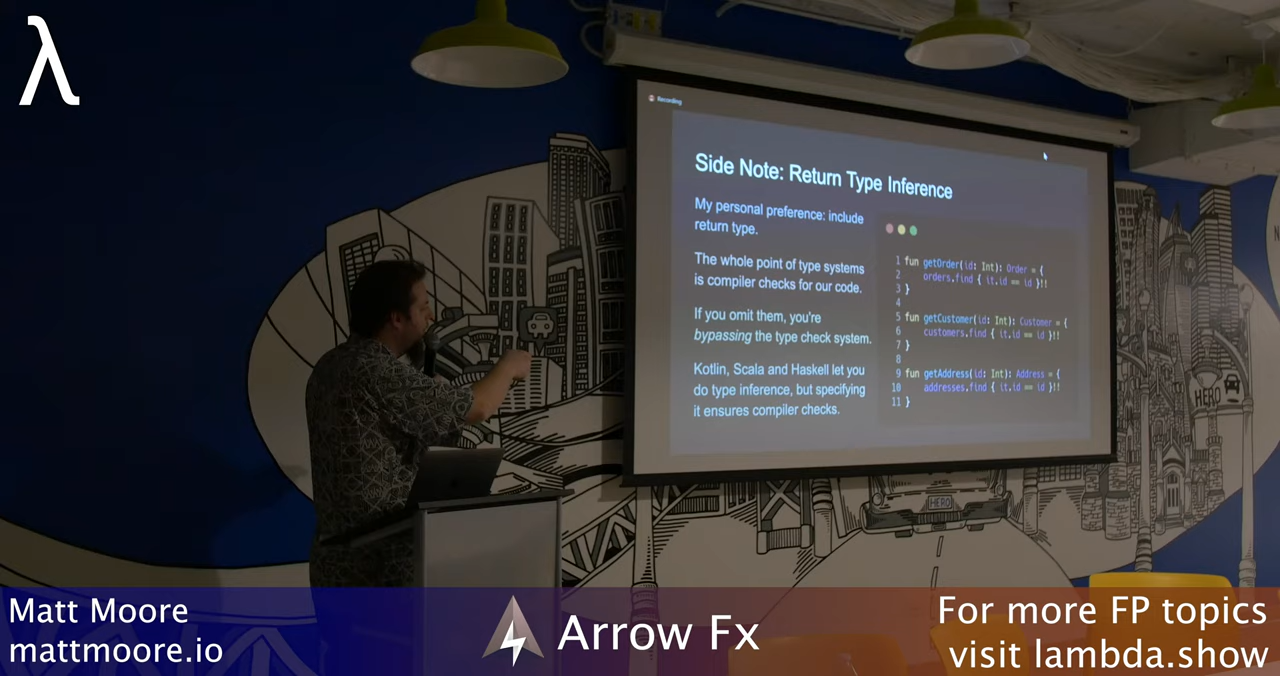 λ
Recording
Side Note: Return Type Inference
My personal preference: include
return type.
The whole point of type systems
is compiler checks for our code.
If you omit them, you're
bypassing the type check system.
Kotlin, Scala and Haskell let you
do type inference, but specifying
it ensures compiler checks.
1 fun getOrder(id: Int): Order = {
2 orders.find { it.id == id }!!
3 }
4
5 fun getCustomer(id: Int): Customer = {
6 customers.find { it.id == id }!!
7 }
8
9 fun getAddress(id: Int): Address = {
10 addresses.find { it.id == id }!!
11 }
HERO
HERO
Matt Moore
mattmoore.io
Arrow Fx
For more FP topics
visit lambda.show